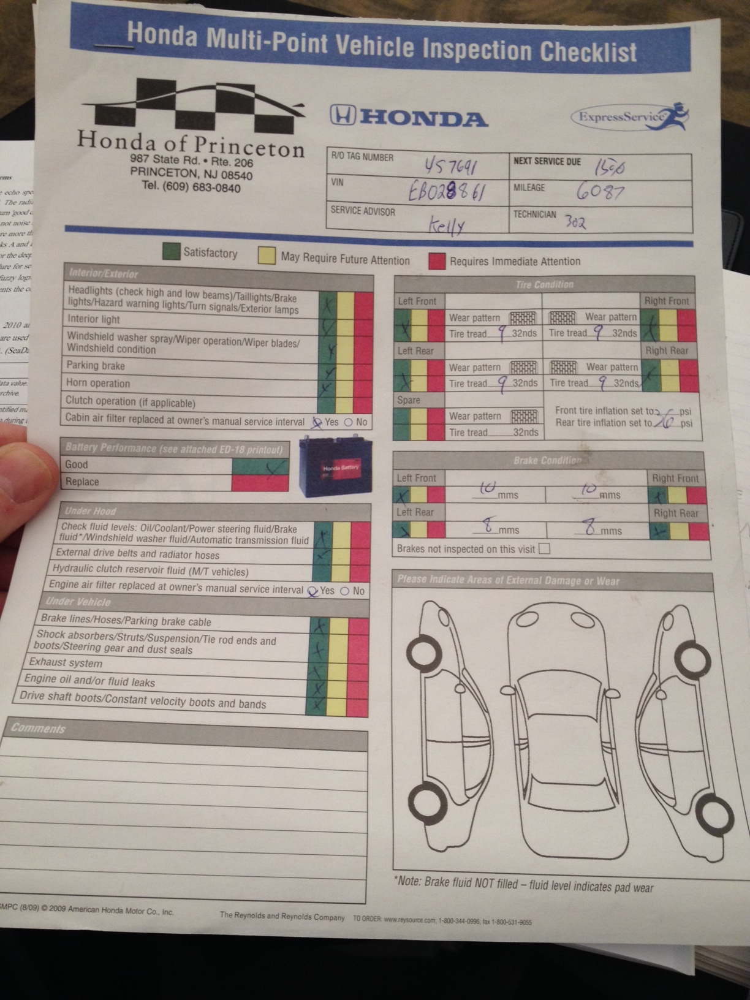 Honda Multi-Point Vehicle Inspection Checklist
Honda of Princeton
987 State Rd. • Rte. 206
PRINCETON, NJ 08540
Tel. (609) 683-0840
HONDA
ExpressService
R/O TAG NUMBER 457691
NEXT SERVICE DUE
VIN EB028861
MILEAGE 6087
SERVICE ADVISOR Kelly
TECHNICIAN 302
Satisfactory
May Require Future Attention
Requires Immediate Attention
Interior/Exterior
Headlights (check high and low beams)/Taillights/Brake
lights/Hazard warning lights/Turn signals/Exterior lamps
Interior light
Windshield washer spray/Wiper operation/Wiper blades/
Windshield condition
Parking brake
Horn operation
Clutch operation (if applicable)
Cabin air filter replaced at owner's manual service interval Yes No
Battery Performance (see attached ED-18 printout)
Good
Replace
Honda Battery
Under Hood
Check fluid levels: Oil/Coolant/Power steering fluid/Brake
fluid*/Windshield washer fluid/Automatic transmission fluid
External drive belts and radiator hoses
Hydraulic clutch reservoir fluid (M/T vehicles)
Engine air filter replaced at owner's manual service interval Yes No
Under Vehicle
Brake lines/Hoses/Parking brake cable
Shock absorbers/Struts/Suspension/Tie rod ends and
boots/Steering gear and dust seals
Exhaust system
Engine oil and/or fluid leaks
Drive shaft boots/Constant velocity boots and bands
Comments
Tire Condition
Left Front Right Front
Wear pattern Wear pattern
Tire tread 9 32nds Tire tread 9 32nds
Left Rear Right Rear
Wear pattern Wear pattern
Tire tread 9 32nds Tire tread 9 32nds
Spare
Wear pattern
Tire tread 32nds
Front tire inflation set to psi
Rear tire inflation set to 36 psi
Brake Condition
Left Front Right Front
10 mms 10 mms
Left Rear Right Rear
8 mms 8 mms
Brakes not inspected on this visit
Please Indicate Areas of External Damage or Wear
*Note: Brake fluid NOT filled – fluid level indicates pad wear
SMPC (8/09) © 2009 American Honda Motor Co., Inc.
The Reynolds and Reynolds Company TO ORDER: www.reysource.com; 1-800-344-0996; fax 1-800-531-9055